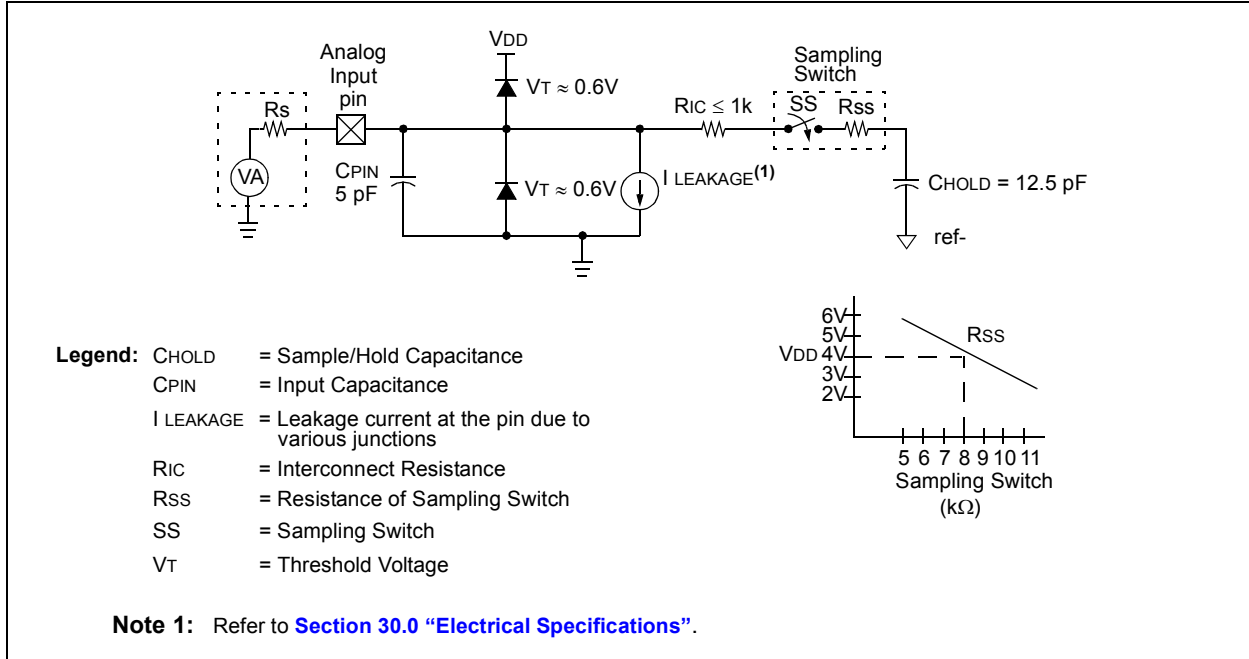 VDD
Analog
Input
pin
Sampling
Switch
VT ≈ 0.6V
RIC ≤ 1k
SS
Rss
Rs
VA
CPIN
5 pF
VT ≈ 0.6V
I LEAKAGE(1)
CHOLD = 12.5 pF
ref-
6V
5V
VDD 4V
3V
2V
RSS
5 6 7 8 9 10 11
Sampling Switch
(kΩ)
Legend: CHOLD = Sample/Hold Capacitance
CPIN = Input Capacitance
I LEAKAGE = Leakage current at the pin due to
various junctions
RIC = Interconnect Resistance
RSS = Resistance of Sampling Switch
SS = Sampling Switch
VT = Threshold Voltage
Note 1: Refer to Section 30.0 “Electrical Specifications”.